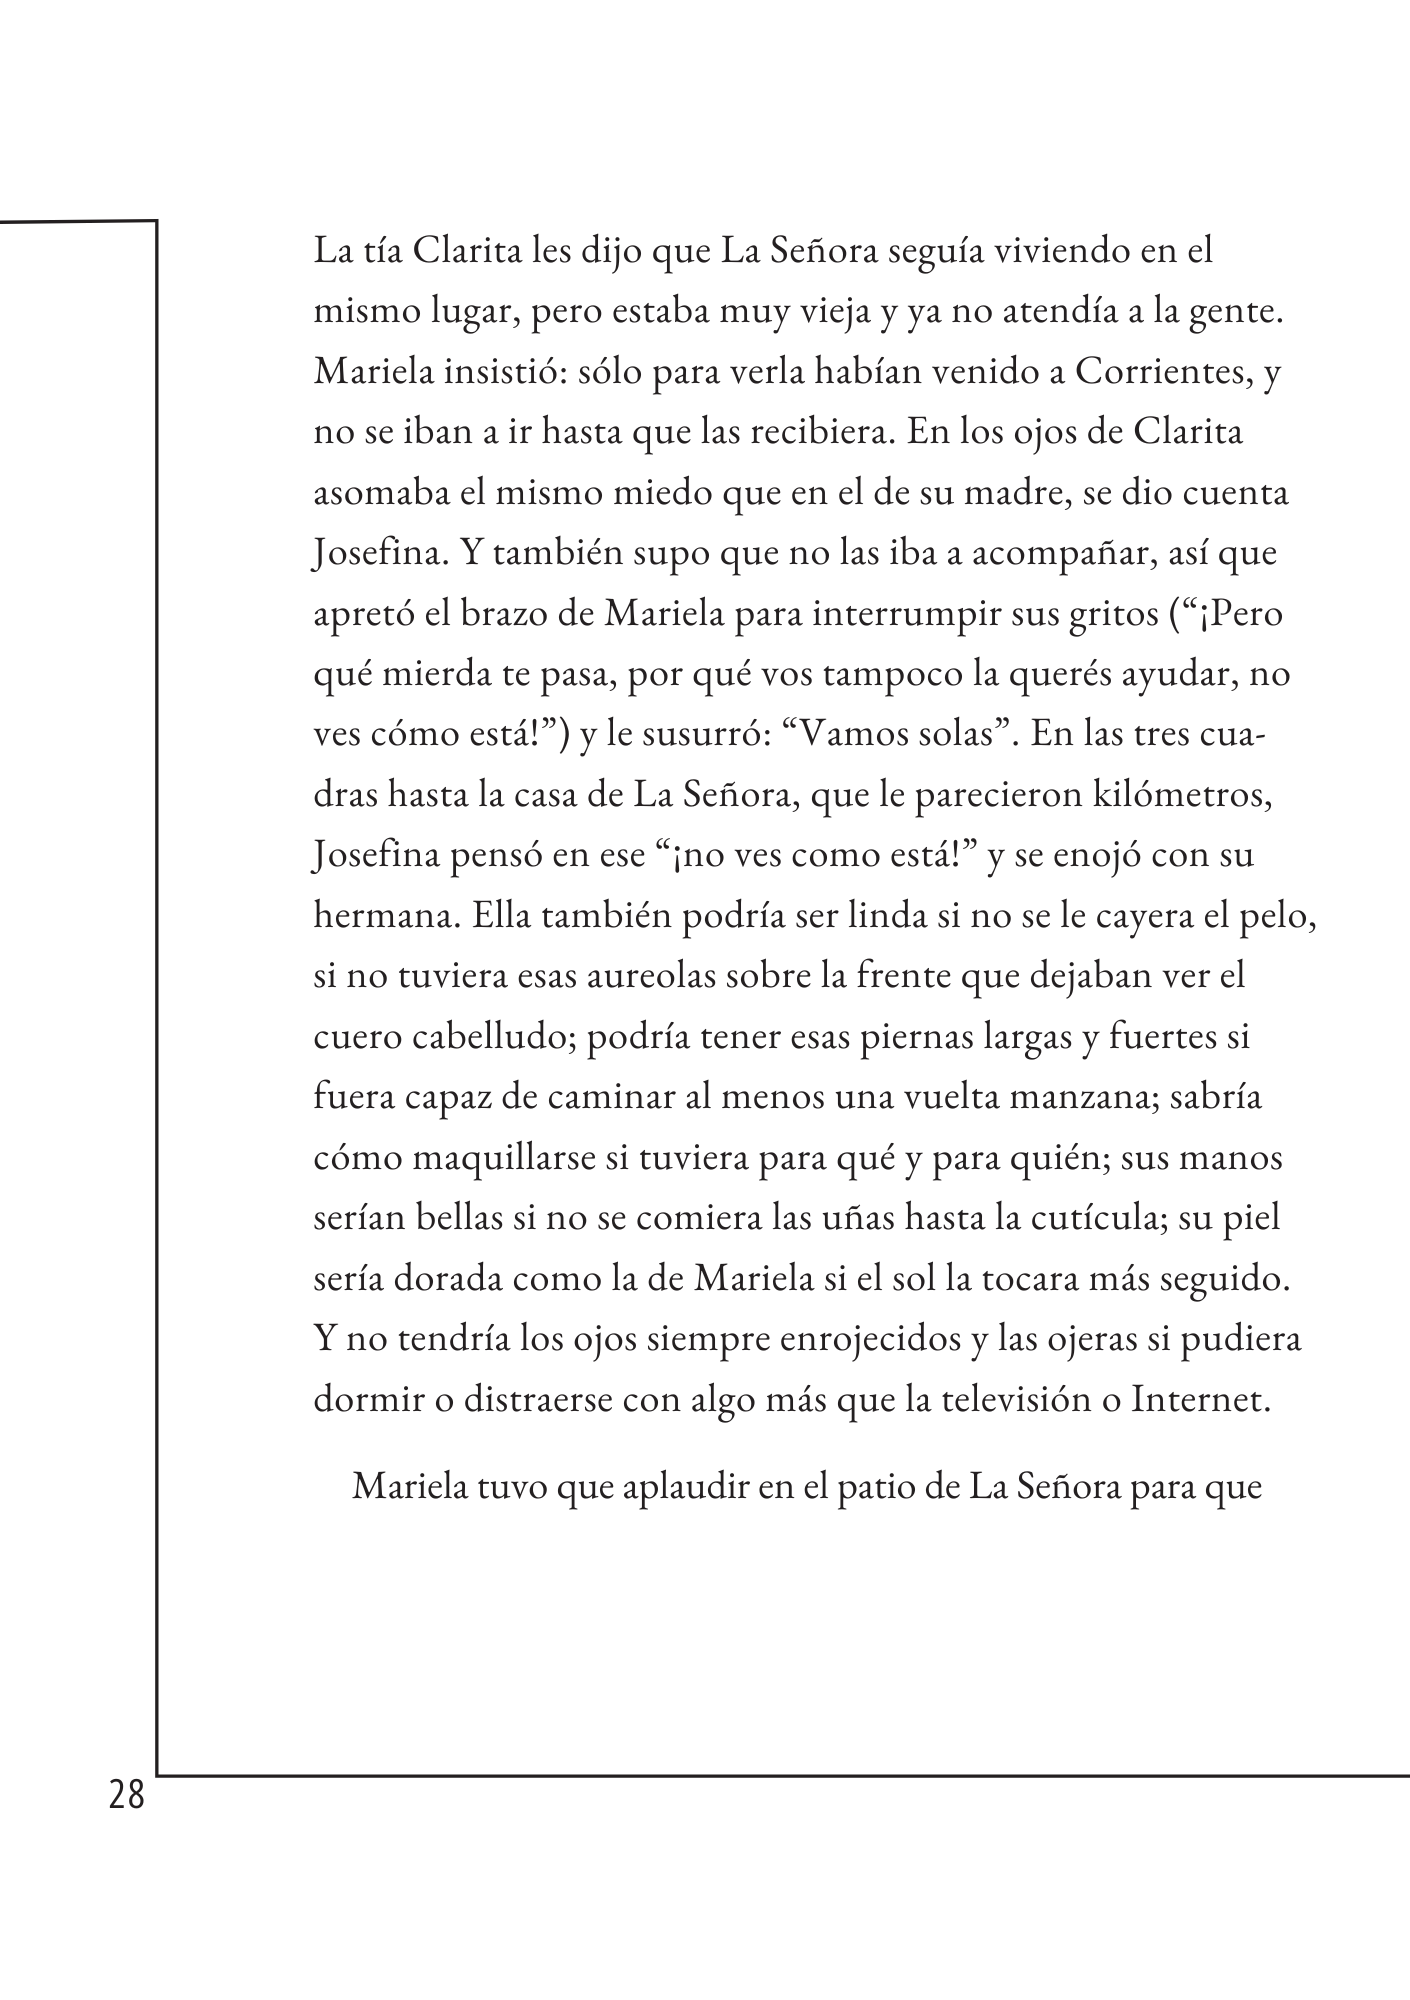 La tía Clarita les dijo que La Señora seguía viviendo en el
mismo lugar, pero estaba muy vieja y ya no atendía a la gente.
Mariela insistió: sólo para verla habían venido a Corrientes, y
no se iban a ir hasta que las recibiera. En los ojos de Clarita
asomaba el mismo miedo que en el de su madre, se dio cuenta
Josefina. Y también supo que no las iba a acompañar, así que
apretó el brazo de Mariela para interrumpir sus gritos (“¡Pero
qué mierda te pasa, por qué vos tampoco la querés ayudar, no
ves cómo está!”) y le susurró: “Vamos solas”. En las tres cua-
dras hasta la casa de La Señora, que le parecieron kilómetros,
Josefina pensó en ese “¡no ves como está!” y se enojó con su
hermana. Ella también podría ser linda si no se le cayera el pelo,
si no tuviera esas aureolas sobre la frente que dejaban ver el
cuero cabelludo; podría tener esas piernas largas y fuertes si
fuera capaz de caminar al menos una vuelta manzana; sabría
cómo maquillarse si tuviera para qué y para quién; sus manos
serían bellas si no se comiera las uñas hasta la cutícula; su piel
sería dorada como la de Mariela si el sol la tocara más seguido.
Y no tendría los ojos siempre enrojecidos y las ojeras si pudiera
dormir o distraerse con algo más que la televisión o Internet.
Mariela tuvo que aplaudir en el patio de La Señora para que
28